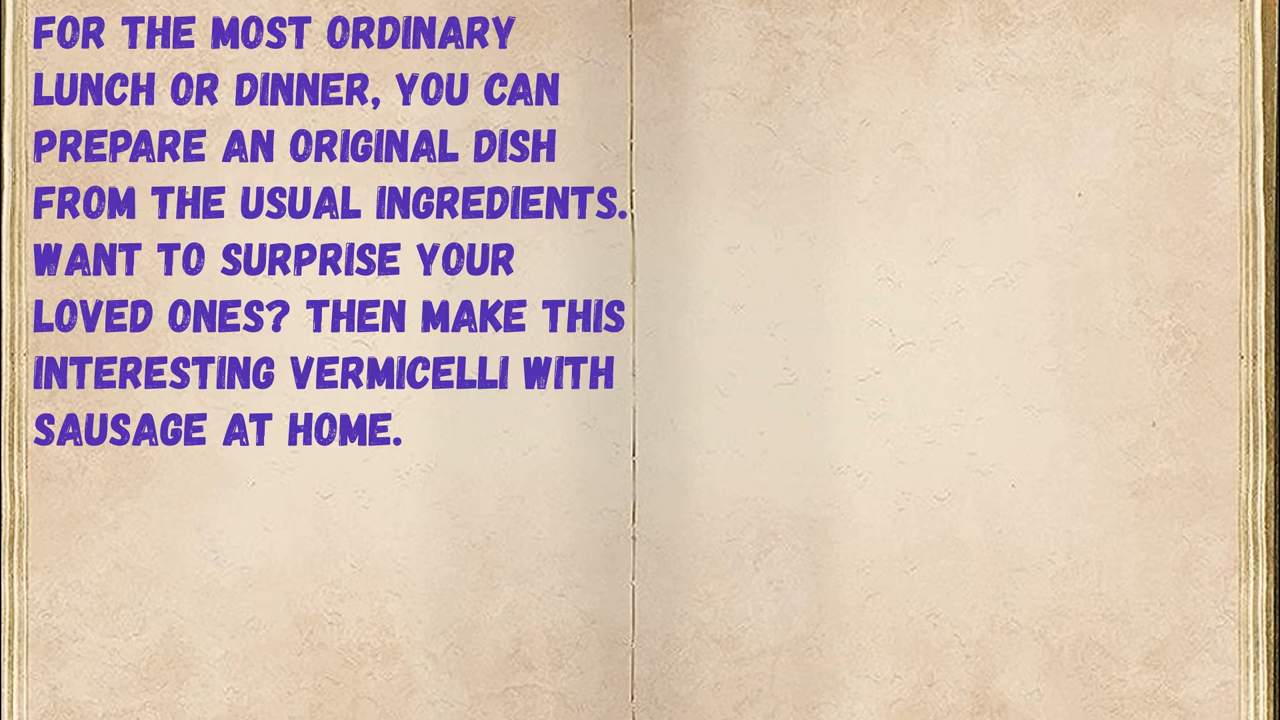 FOR THE MOST ORDINARY
LUNCH OR DINNER, YOU CAN
PREPARE AN ORIGINAL DISH
FROM THE USUAL INGREDIENTS.
WANT TO SURPRISE YOUR
LOVED ONES? THEN MAKE THIS
INTERESTING VERMICELLI WITH
SAUSAGE AT HOME.